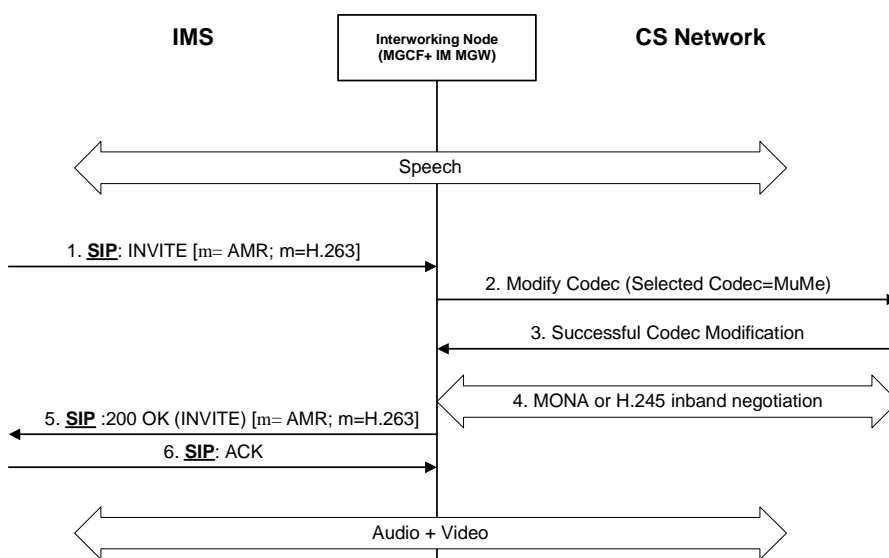 IMS
Interworking Node
(MGCF+ IM MGW)
CS Network
Speech
1. SIP: INVITE [m= AMR; m=H.263]
2. Modify Codec (Selected Codec=MuMe)
3. Successful Codec Modification
4. MONA or H.245 inband negotiation
5. SIP :200 OK (INVITE) [m= AMR; m=H.263]
6. SIP: ACK
Audio + Video